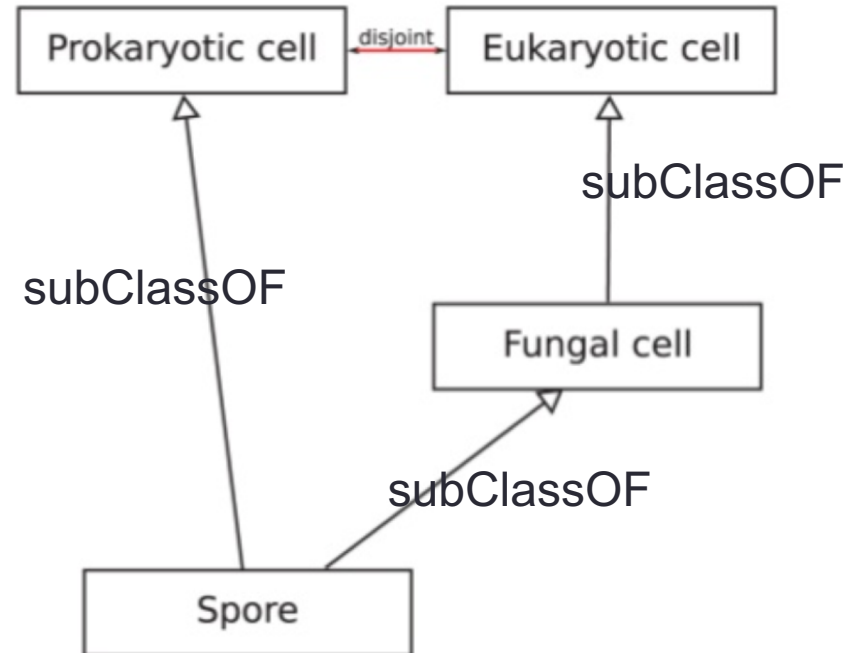 Prokaryotic cell
disjoint
Eukaryotic cell
subClassOF
subClassOF
Fungal cell
subClassOF
Spore